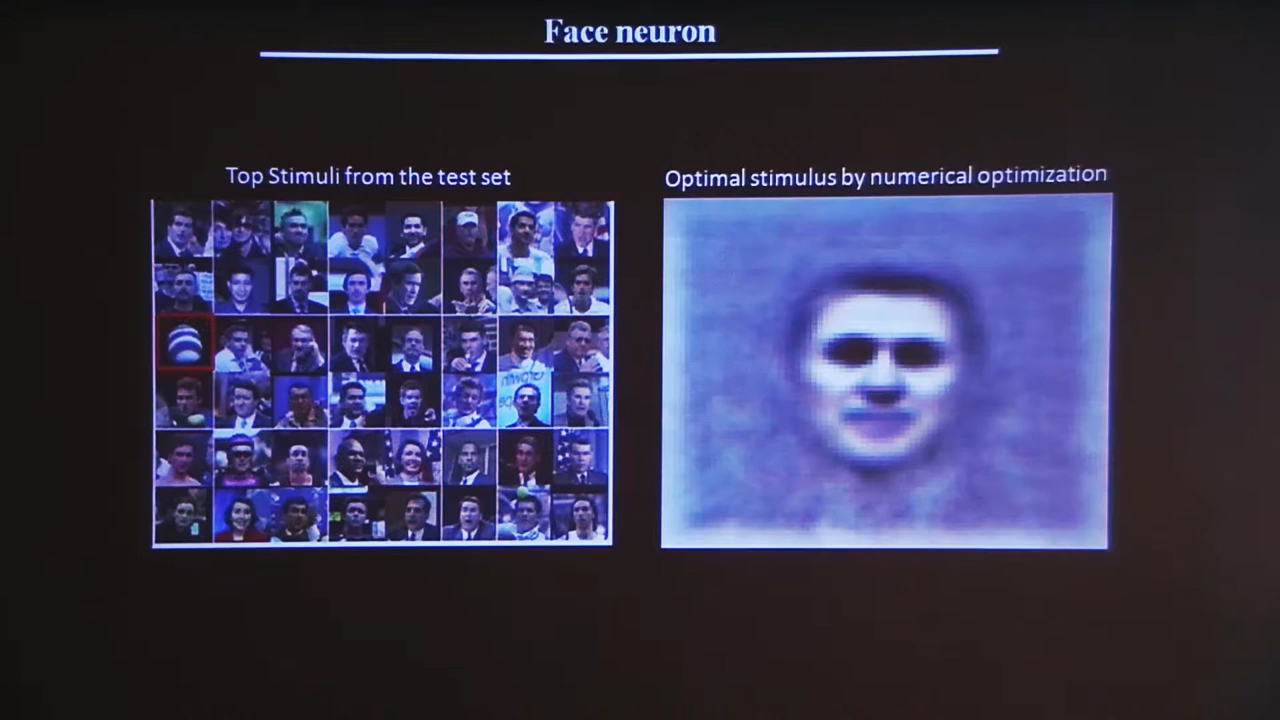 Face neuron
Top Stimuli from the test set
Optimal stimulus by numerical optimization